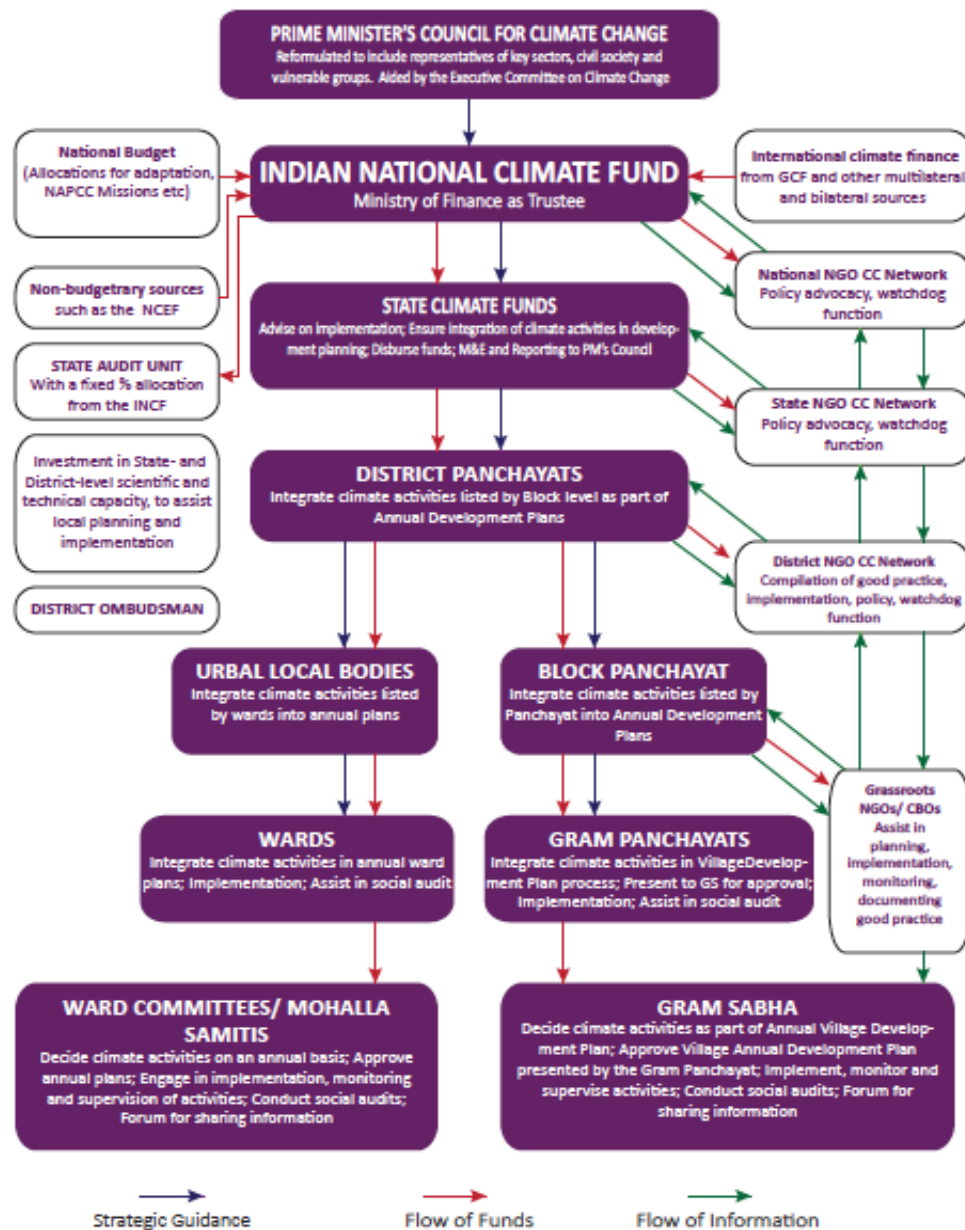 PRIME MINISTER'S COUNCIL FOR CLIMATE CHANGE
Reformulated to include representatives of key sectors, civil society and
vulnerable groups. Aided by the Executive Committee on Climate Change
National Budget
(Allocations for adaptation,
NAPCC Missions etc)
INDIAN NATIONAL CLIMATE FUND
Ministry of Finance as Trustee
International climate finance
from GCF and other multilateral
and bilateral sources
Non-budgetrary sources
such as the NCEF
National NGO CC Network
Policy advocacy, watchdog
function
STATE CLIMATE FUNDS
Advise on implementation; Ensure integration of climate activities in develop-
ment planning; Disburse funds; M&E and Reporting to PM's Council
STATE AUDIT UNIT
With a fixed % allocation
from the INCF
State NGO CC Network
Policy advocacy, watchdog
function
Investment in State- and
District-level scientific and
technical capacity, to assist
local planning and
implementation
DISTRICT PANCHAYATS
Integrate climate activities listed by Block level as part of
Annual Development Plans
District NGO CC Network
Compilation of good practice,
implementation, policy, watchdog
function
DISTRICT OMBUDSMAN
URBAL LOCAL BODIES
Integrate climate activities listed
by wards into annual plans
BLOCK PANCHAYAT
Integrate climate activities listed by
Panchayat into Annual Development
Plans
Grassroots
NGOs/ CBOs
Assist in
planning,
implementation,
monitoring,
documenting
good practice
WARDS
Integrate climate activities in annual ward
plans; Implementation; Assist in social audit
GRAM PANCHAYATS
Integrate climate activities in VillageDevelop-
ment Plan process; Present to GS for approval;
Implementation; Assist in social audit
WARD COMMITTEES/ MOHALLA
SAMITIS
Decide climate activities on an annual basis; Approve
annual plans; Engage in implementation, monitoring
and supervision of activities; Conduct social audits;
Forum for sharing information
GRAM SABHA
Decide climate activities as part of Annual Village Develop-
ment Plan; Approve Village Annual Development Plan
presented by the Gram Panchayat; Implement, monitor and
supervise activities; Conduct social audits; Forum for
sharing information
Strategic Guidance
Flow of Funds
Flow of Information